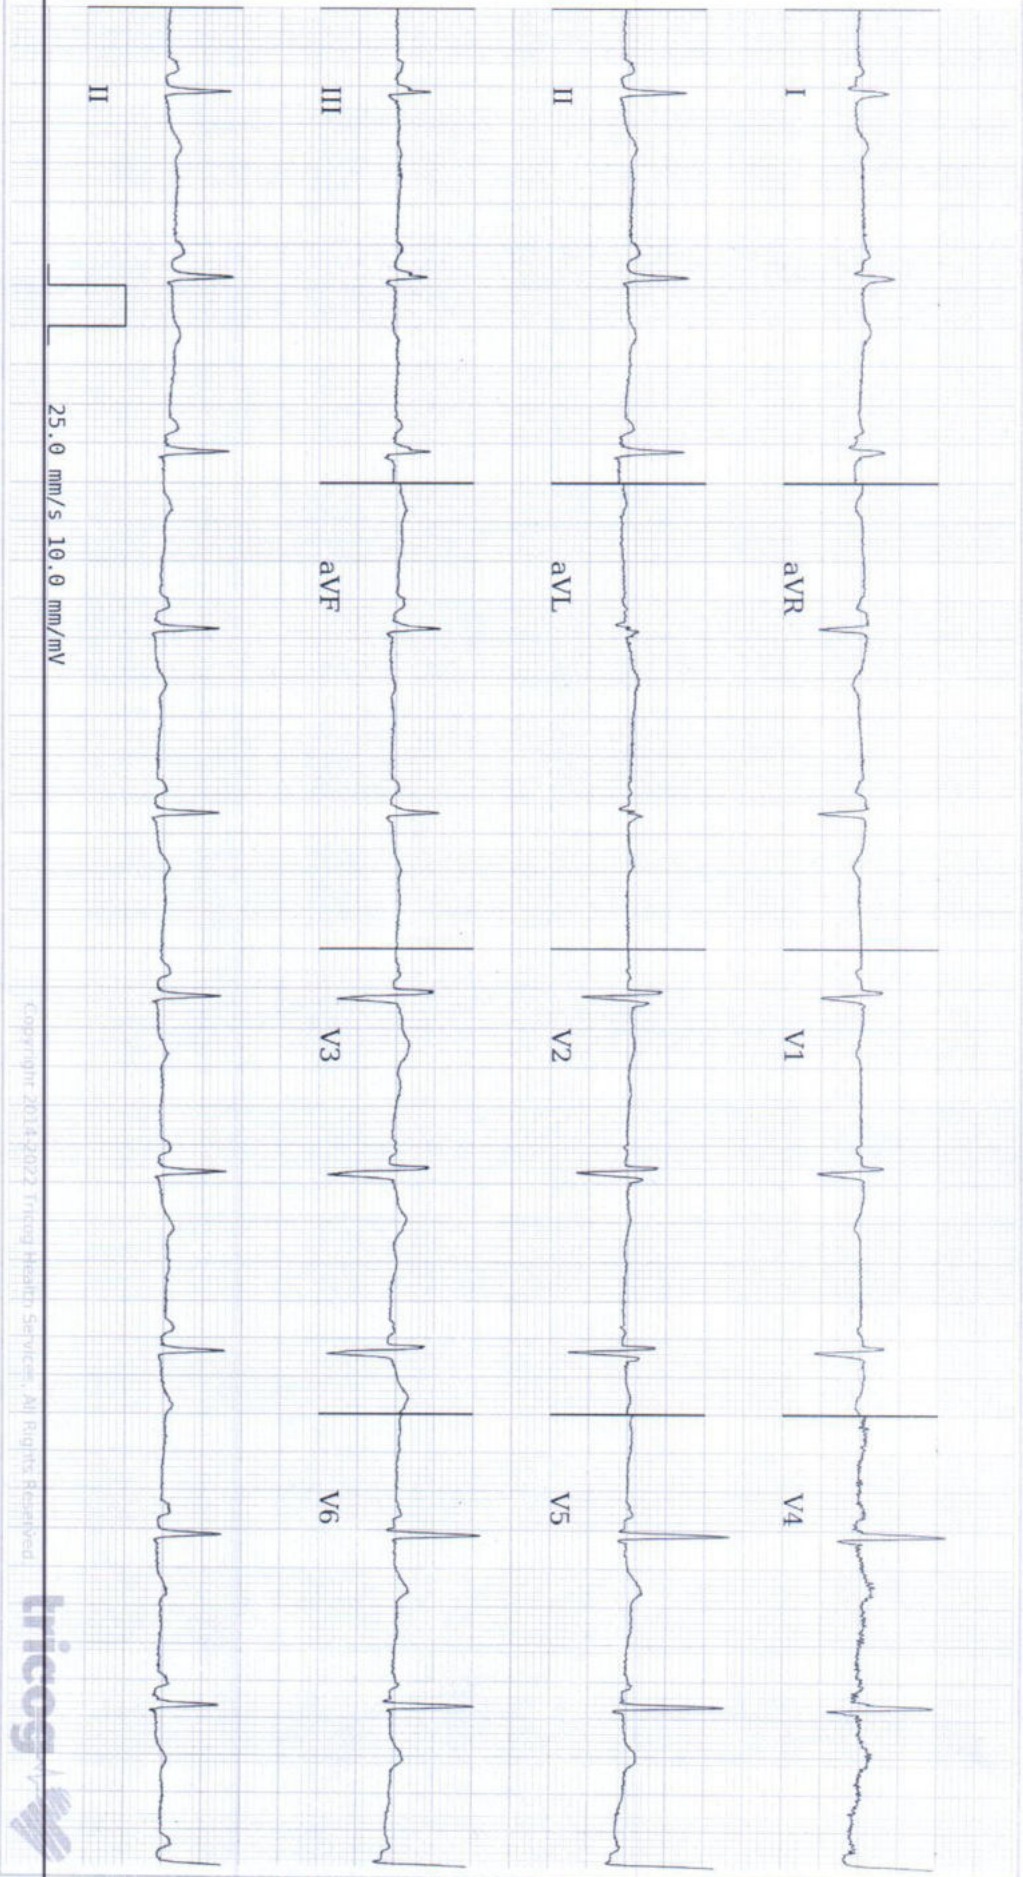 I
aVR
V1
V4
II
aVL
V2
V5
III
aVF
V3
V6
II
25.0 mm/s 10.0 mm/mV
Copyright 2014-2022 Tricog Health Services. All Rights Reserved
tricog